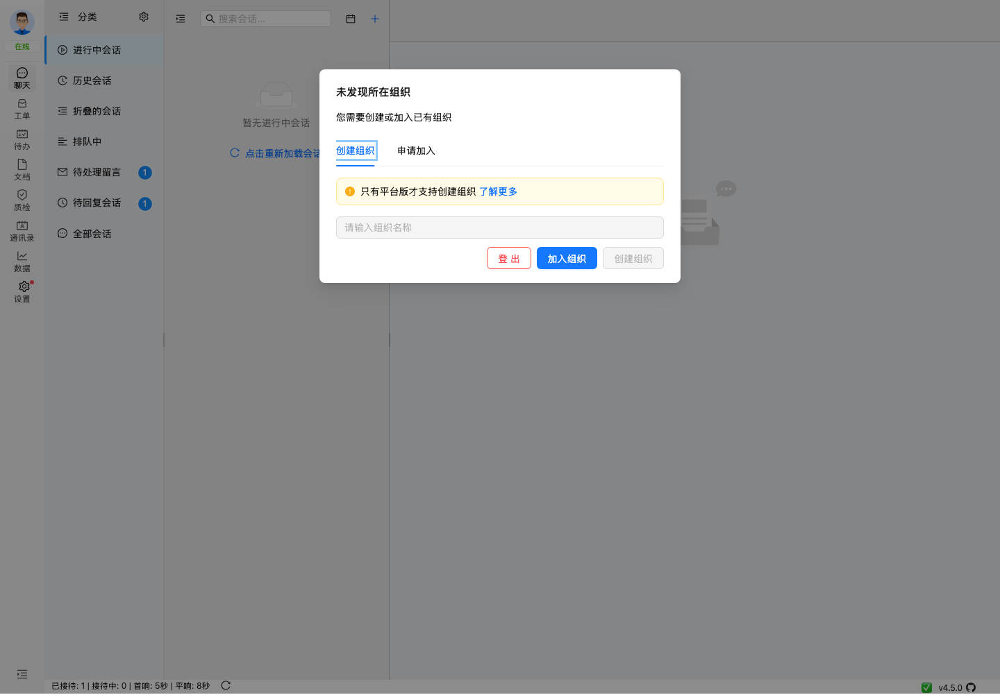 在线
聊天
工单
待办
文档
质检
通讯录
数据
设置
分类
进行中会话
历史会话
折叠的会话
排队中
待处理留言 1
待回复会话 1
全部会话
搜索会话...
暂无进行中会话
点击重新加载会话
未发现所在组织
您需要创建或加入已有组织
创建组织 申请加入
只有平台版才支持创建组织 了解更多
请输入组织名称
登 出 加入组织 创建组织
已接待: 1 | 接待中: 0 | 首响: 5秒 | 平响: 8秒
v4.5.0